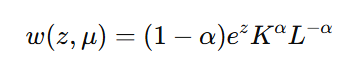 w(z, μ) = (1 − α)e^z K^α L^{−α}